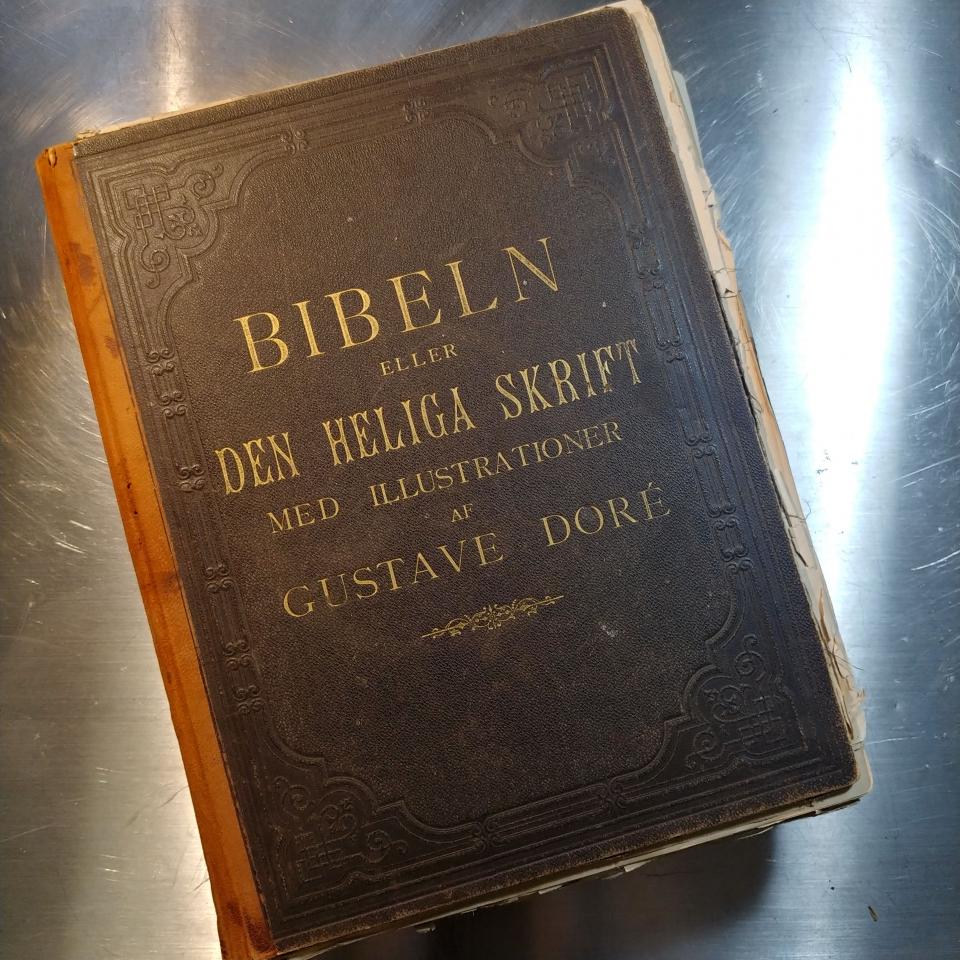 BIBELN
ELLER
DEN HELIGA SKRIFT
MED ILLUSTRATIONER
AF
GUSTAVE DORÉ